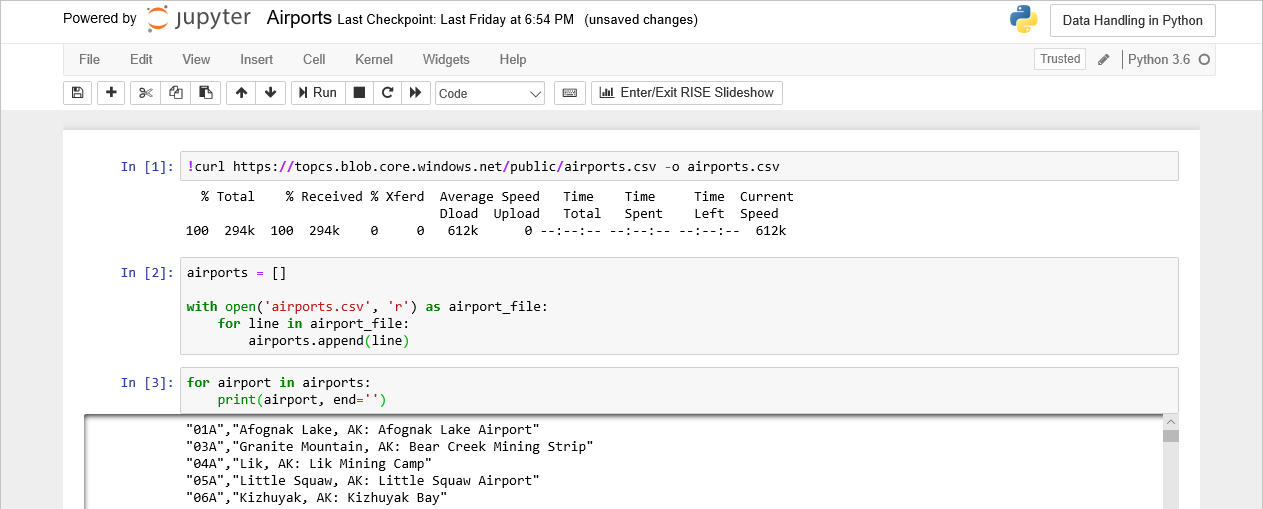 Powered by jupyter Airports Last Checkpoint: Last Friday at 6:54 PM (unsaved changes) Data Handling in Python
File Edit View Insert Cell Kernel Widgets Help Trusted Python 3.6
Run Code Enter/Exit RISE Slideshow
In [1]: !curl https://topcs.blob.core.windows.net/public/airports.csv -o airports.csv
% Total % Received % Xferd Average Speed Time Time Time Current
Dload Upload Total Spent Left Speed
100 294k 100 294k 0 0 612k 0 --:--:-- --:--:-- --:--:-- 612k
In [2]: airports = []
with open('airports.csv', 'r') as airport_file:
for line in airport_file:
airports.append(line)
In [3]: for airport in airports:
print(airport, end='')
"01A","Afognak Lake, AK: Afognak Lake Airport"
"03A","Granite Mountain, AK: Bear Creek Mining Strip"
"04A","Lik, AK: Lik Mining Camp"
"05A","Little Squaw, AK: Little Squaw Airport"
"06A","Kizhuyak, AK: Kizhuyak Bay"